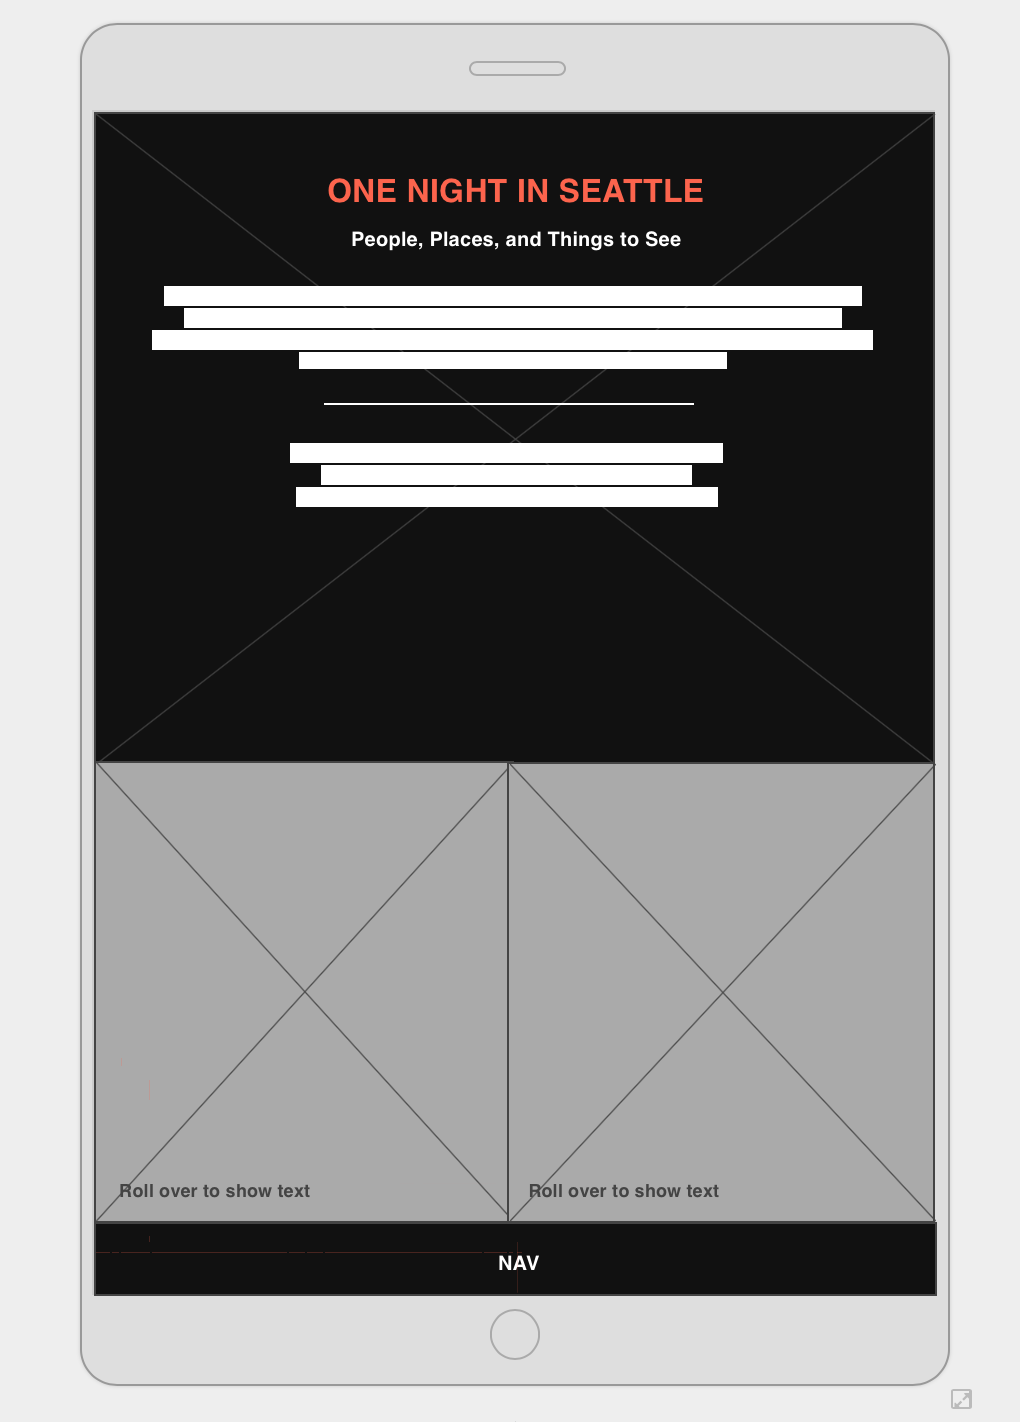 ONE NIGHT IN SEATTLE
People, Places, and Things to See
Roll over to show text
Roll over to show text
NAV